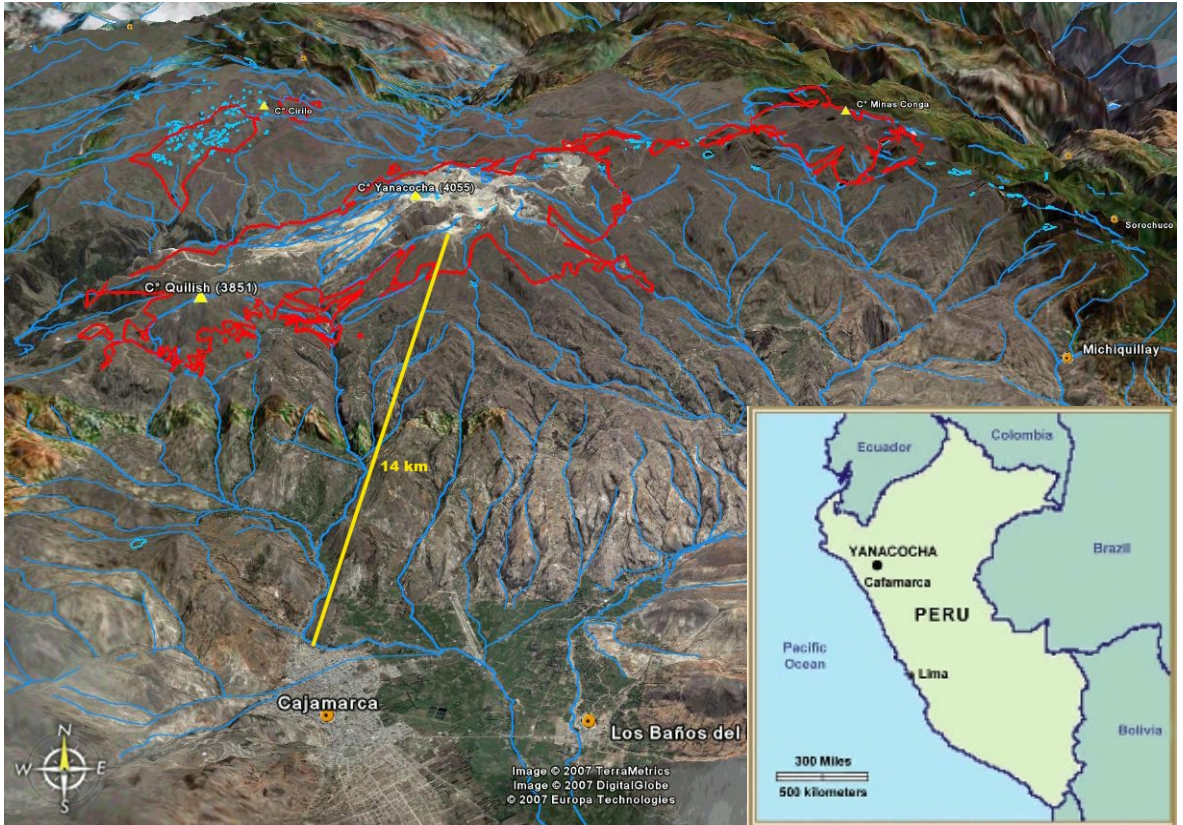 C° Cirilo
C° Minas Conga
C° Yanacocha (4055)
Sorochuco
C° Quilish (3851)
Michiquillay
14 km
Cajamarca
Los Baños del
N
W
E
S
Image © 2007 TerraMetrics
Image © 2007 DigitalGlobe
© 2007 Europa Technologies
Ecuador
Colombia
YANACOCHA
Cafamarca
Brazil
PERU
Pacific
Ocean
Lima
Bolivia
300 Miles
500 kilometers